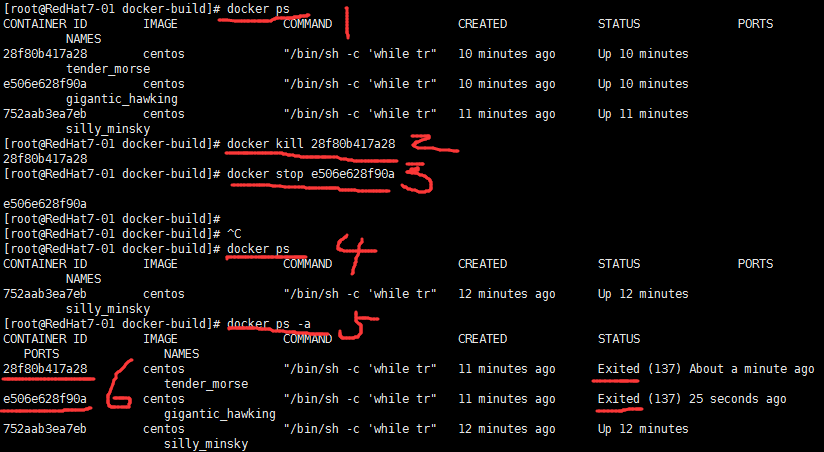 [root@RedHat7-01 docker-build]# docker ps 1
CONTAINER ID IMAGE COMMAND CREATED STATUS PORTS
NAMES
28f80b417a28 centos "/bin/sh -c 'while tr" 10 minutes ago Up 10 minutes
tender_morse
e506e628f90a centos "/bin/sh -c 'while tr" 10 minutes ago Up 10 minutes
gigantic_hawking
752aab3ea7eb centos "/bin/sh -c 'while tr" 11 minutes ago Up 11 minutes
silly_minsky
[root@RedHat7-01 docker-build]# docker kill 28f80b417a28 2
28f80b417a28
[root@RedHat7-01 docker-build]# docker stop e506e628f90a 3
e506e628f90a
[root@RedHat7-01 docker-build]#
[root@RedHat7-01 docker-build]# ^C
[root@RedHat7-01 docker-build]# docker ps 4
CONTAINER ID IMAGE COMMAND CREATED STATUS PORTS
NAMES
752aab3ea7eb centos "/bin/sh -c 'while tr" 12 minutes ago Up 12 minutes
silly_minsky
[root@RedHat7-01 docker-build]# docker ps -a 5
CONTAINER ID IMAGE COMMAND CREATED STATUS
PORTS NAMES
28f80b417a28 centos "/bin/sh -c 'while tr" 11 minutes ago Exited (137) About a minute ago
6 tender_morse
e506e628f90a centos "/bin/sh -c 'while tr" 11 minutes ago Exited (137) 25 seconds ago
gigantic_hawking
752aab3ea7eb centos "/bin/sh -c 'while tr" 12 minutes ago Up 12 minutes
silly_minsky